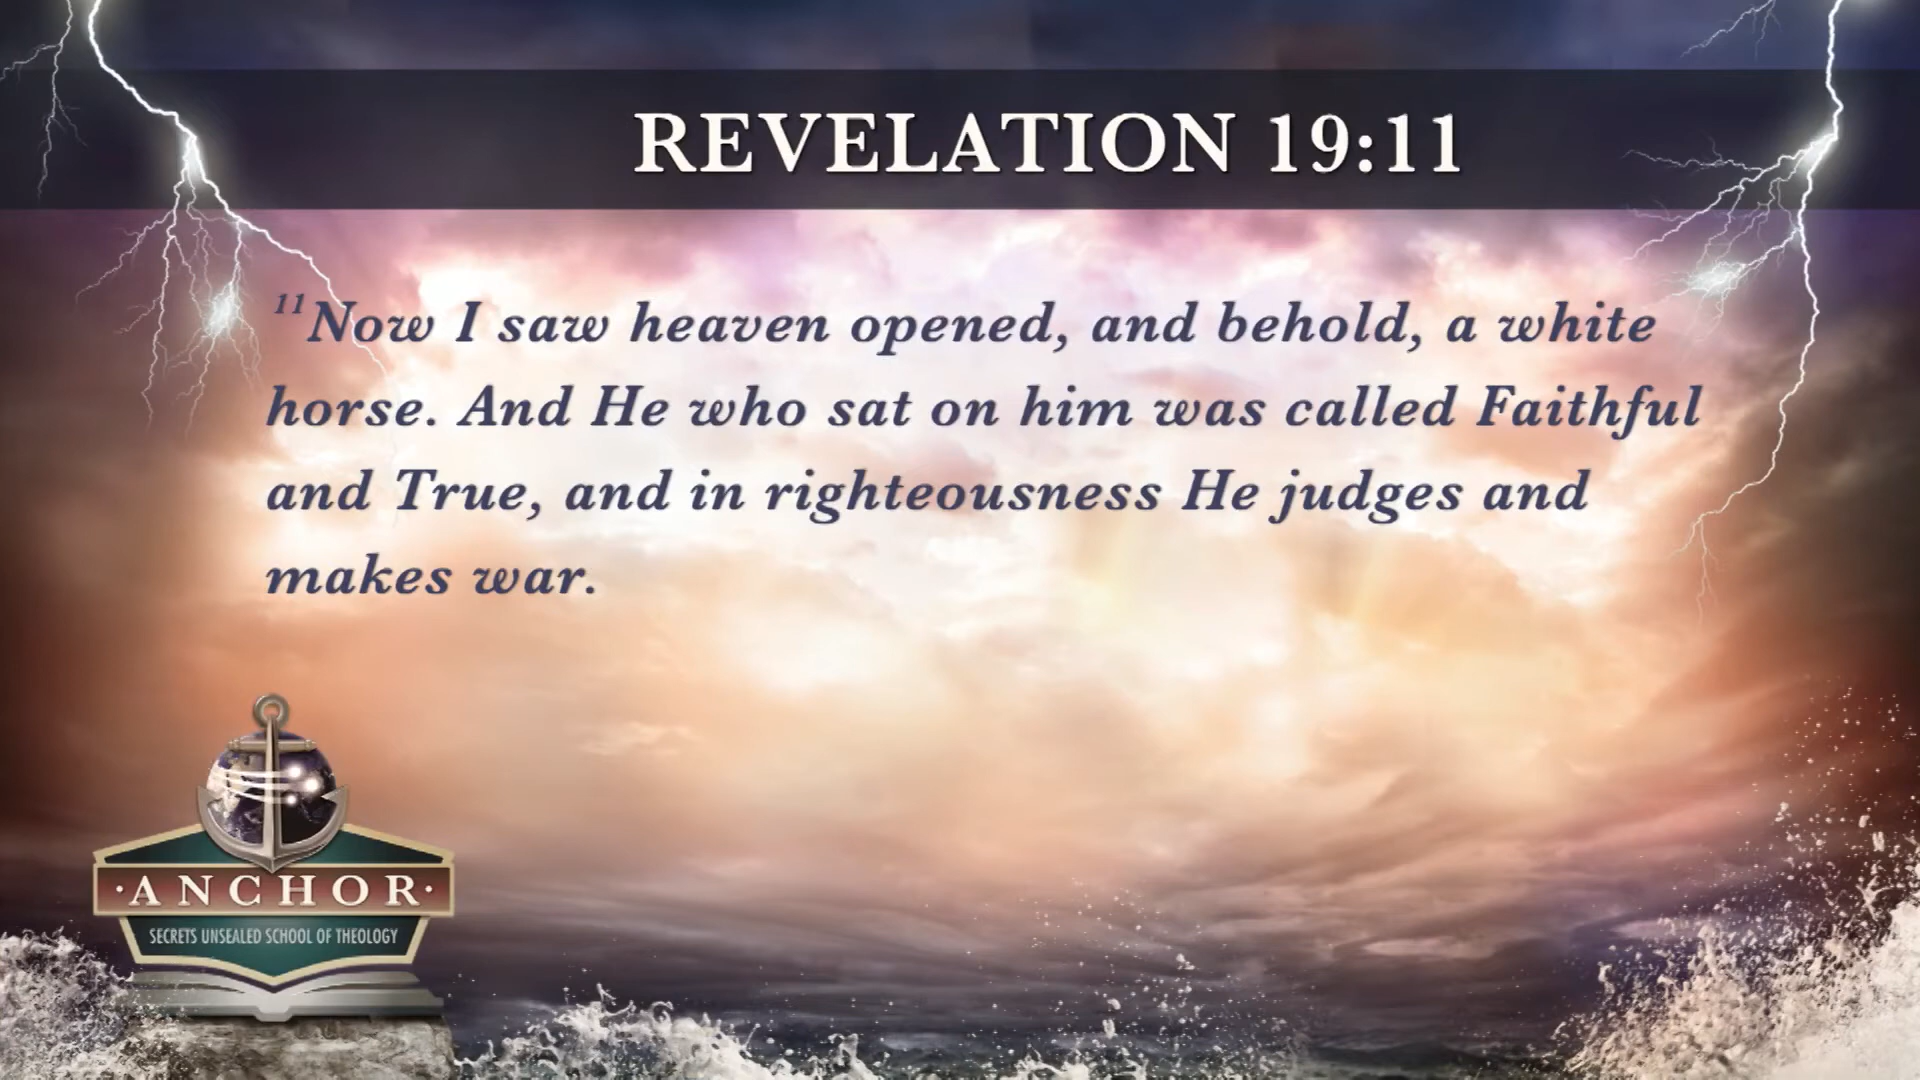 REVELATION 19:11
11Now I saw heaven opened, and behold, a white
horse. And He who sat on him was called Faithful
and True, and in righteousness He judges and
makes war.
·ANCHOR·
SECRETS UNSEALED SCHOOL OF THEOLOGY